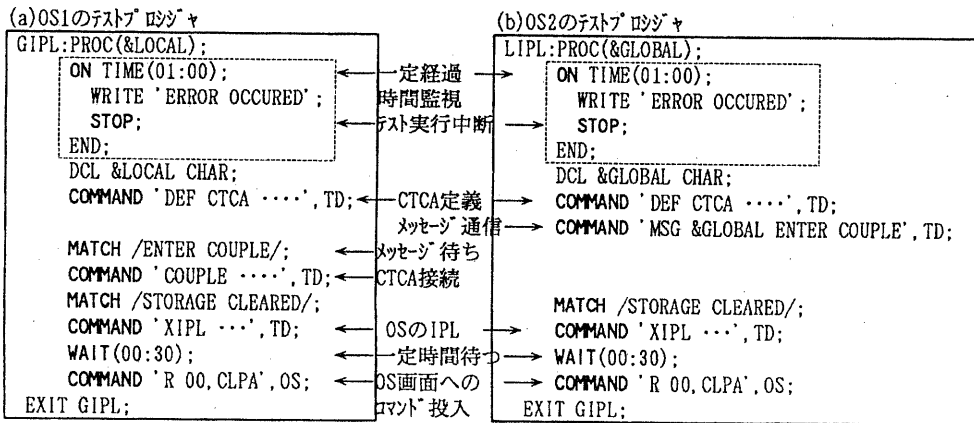 (a)OS1のテストプロシジャ
GIPL:PROC(&LOCAL);
ON TIME(01:00);
WRITE 'ERROR OCCURED';
STOP;
END;
DCL &LOCAL CHAR;
COMMAND 'DEF CTCA ····',TD;
MATCH /ENTER COUPLE/;
COMMAND 'COUPLE ····',TD;
MATCH /STORAGE CLEARED/;
COMMAND 'XIPL ···',TD;
WAIT(00:30);
COMMAND 'R 00,CLPA',OS;
EXIT GIPL;
一定経過
時間監視
テスト実行中断
CTCA定義
メッセージ通信
メッセージ待ち
CTCA接続
OSのIPL
一定時間待つ
OS画面への
コマンド投入
(b)OS2のテストプロシジャ
LIPL:PROC(&GLOBAL);
ON TIME(01:00);
WRITE 'ERROR OCCURED';
STOP;
END;
DCL &GLOBAL CHAR;
COMMAND 'DEF CTCA ····',TD;
COMMAND 'MSG &GLOBAL ENTER COUPLE',TD;
MATCH /STORAGE CLEARED/;
COMMAND 'XIPL ···',TD;
WAIT(00:30);
COMMAND 'R 00,CLPA',OS;
EXIT GIPL;